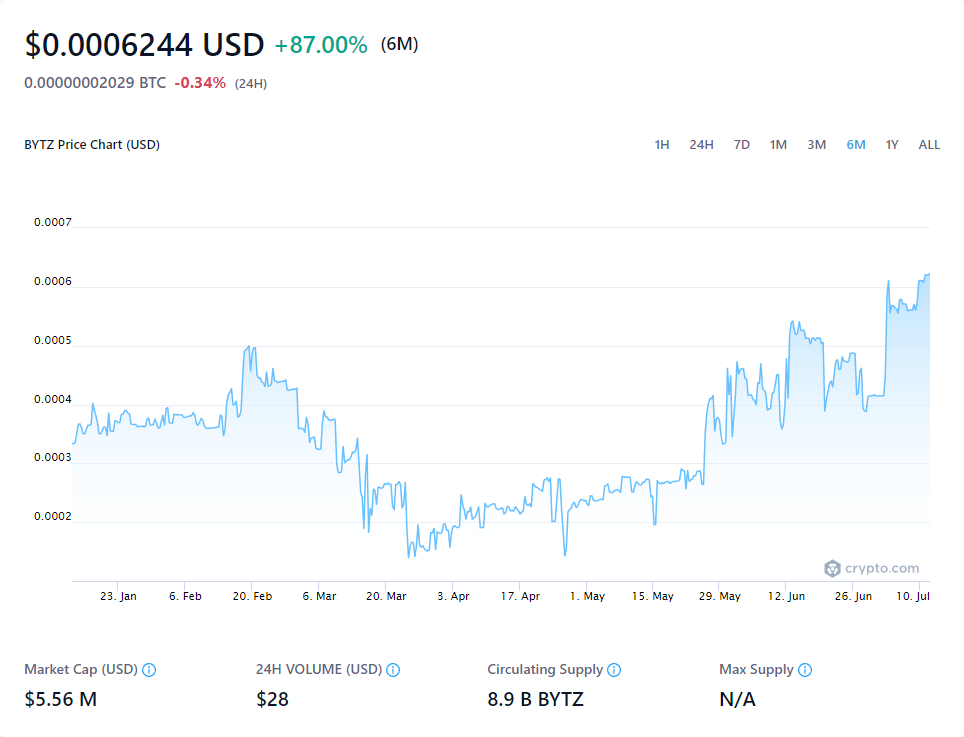 $0.0006244 USD +87.00% (6M)
0.00000002029 BTC -0.34% (24H)
BYTZ Price Chart (USD) 1H 24H 7D 1M 3M 6M 1Y ALL
0.0007
0.0006
0.0005
0.0004
0.0003
0.0002
crypto.com
23. Jan 6. Feb 20. Feb 6. Mar 20. Mar 3. Apr 17. Apr 1. May 15. May 29. May 12. Jun 26. Jun 10. Jul
Market Cap (USD) 24H VOLUME (USD) Circulating Supply Max Supply
$5.56 M $28 8.9 B BYTZ N/A